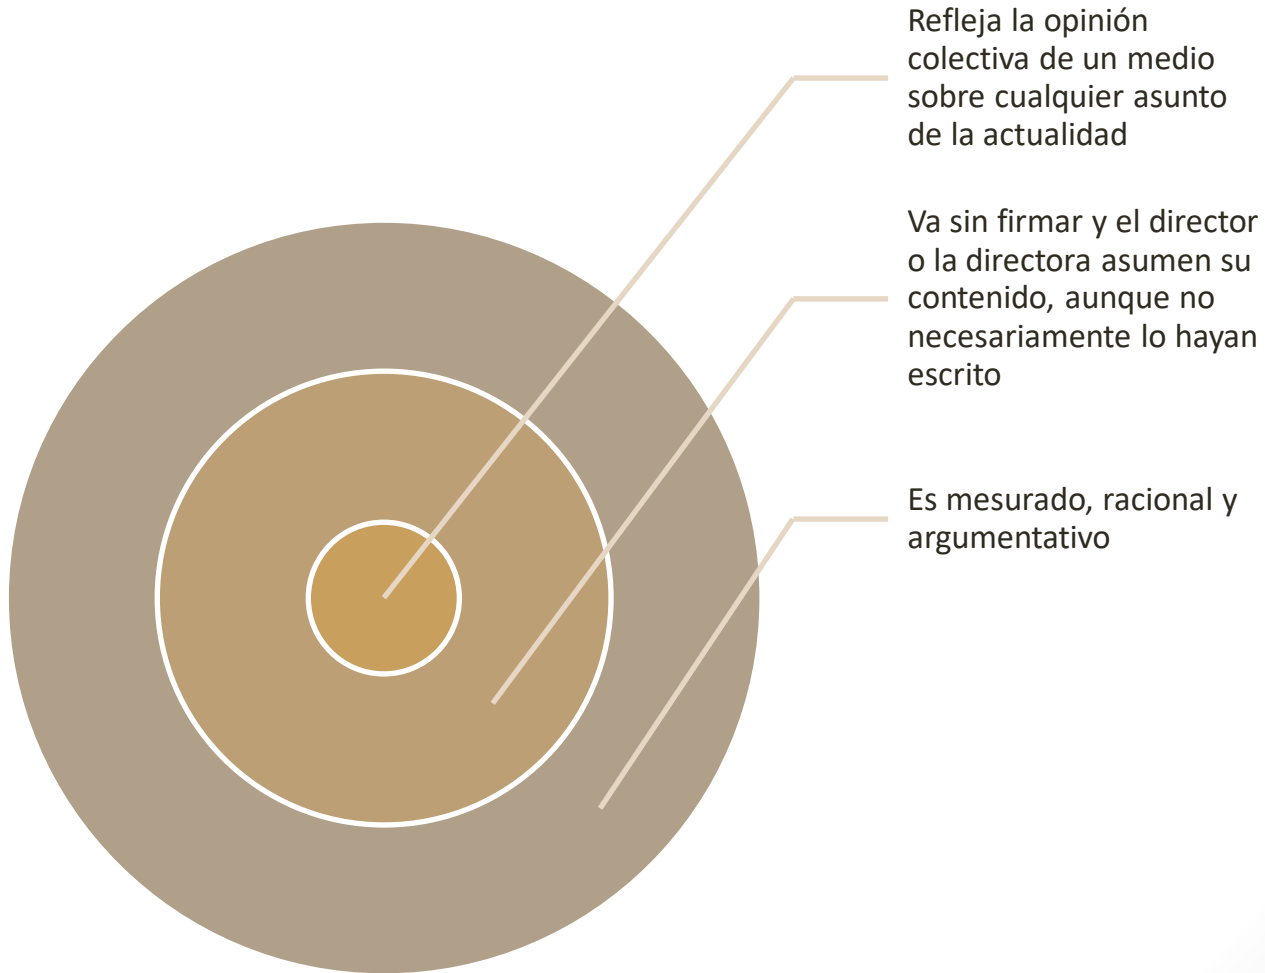 Refleja la opinión
colectiva de un medio
sobre cualquier asunto
de la actualidad
Va sin firmar y el director
o la directora asumen su
contenido, aunque no
necesariamente lo hayan
escrito
Es mesurado, racional y
argumentativo